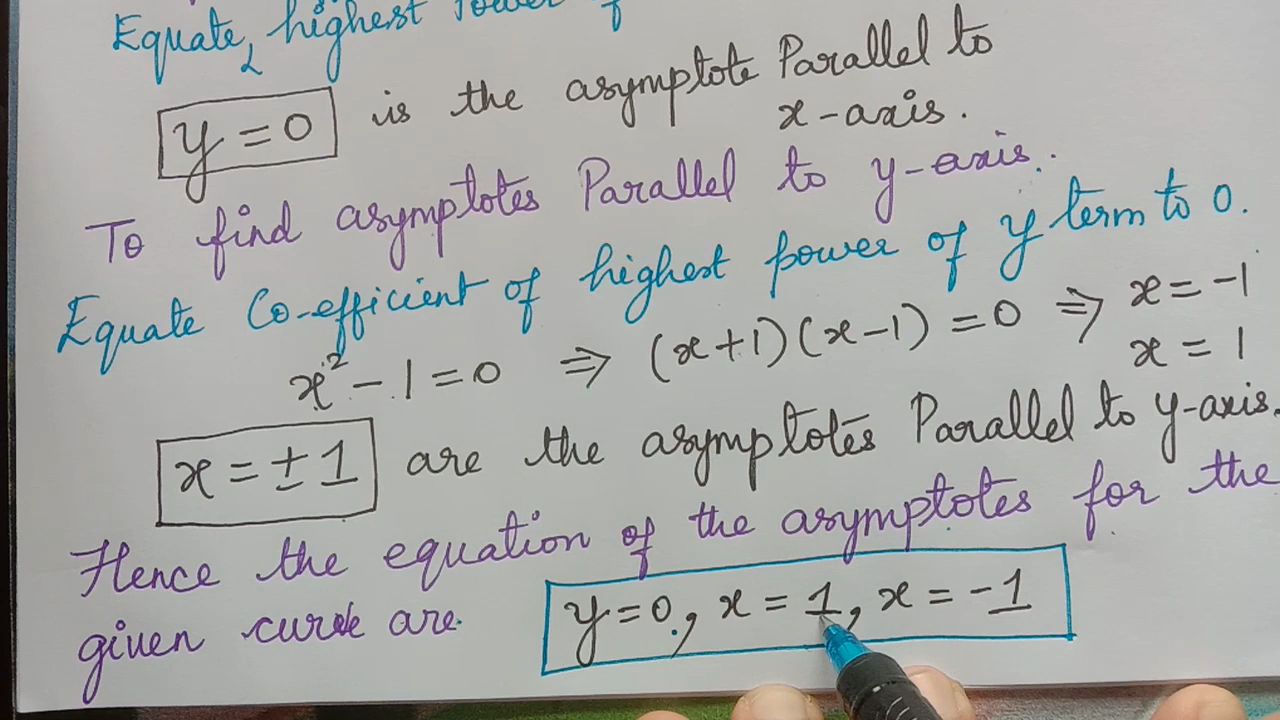 Equate, highest Power of
y = 0 is the asymptote Parallel to
x-axis.
To find asymptotes Parallel to y-axis.
Equate Co-efficient of highest power of y term to 0.
x² - 1 = 0 ⇒ (x+1)(x-1) = 0 ⇒ x = -1
x = 1
x = ± 1 are the asymptotes Parallel to y-axis.
Hence the equation of the asymptotes for the
given curve are. y = 0, x = 1, x = -1